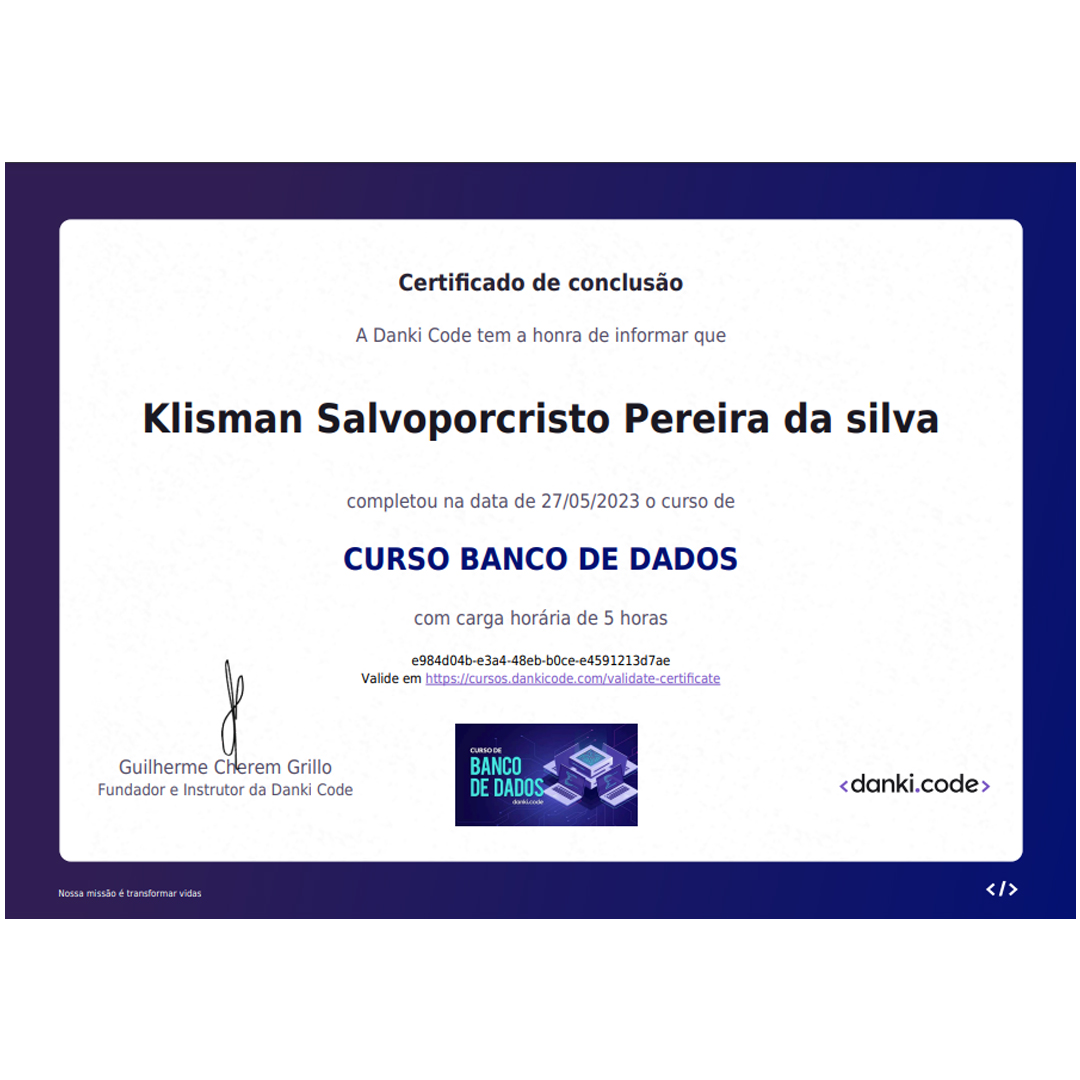 Certificado de conclusão
A Danki Code tem a honra de informar que
Klisman Salvoporcristo Pereira da silva
completou na data de 27/05/2023 o curso de
CURSO BANCO DE DADOS
com carga horária de 5 horas
e984d04b-e3a4-48eb-b0ce-e4591213d7ae
Valide em https://cursos.dankicode.com/validate-certificate
Guilherme Cherem Grillo
Fundador e Instrutor da Danki Code
CURSO DE
BANCO
DE DADOS
danki.code
<danki.code>
Nossa missão é transformar vidas
</>